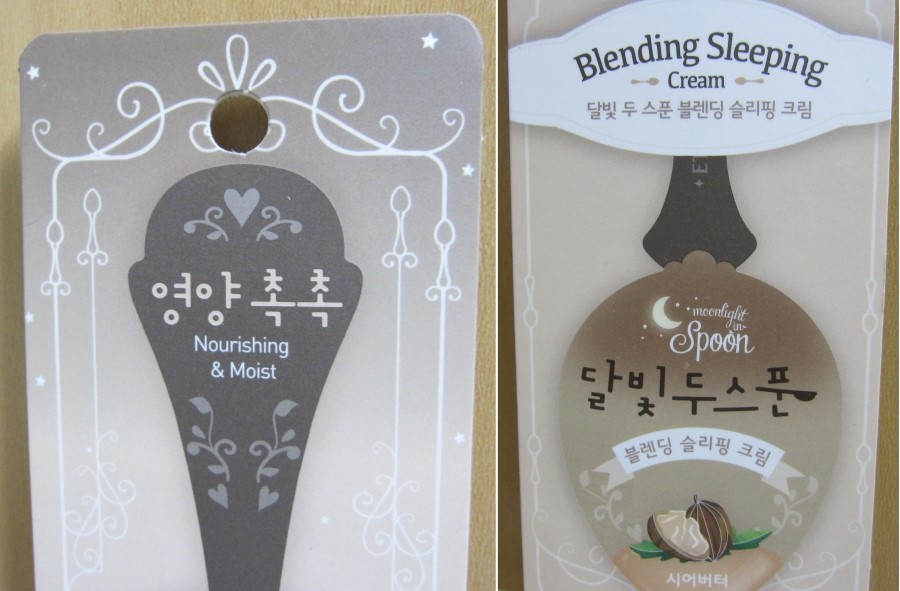 영양 촉촉
Nourishing
& Moist
Blending Sleeping
Cream
달빛 두 스푼 블렌딩 슬리핑 크림
moonlight
in
Spoon
달빛두스푼
블렌딩 슬리핑 크림
시어버터